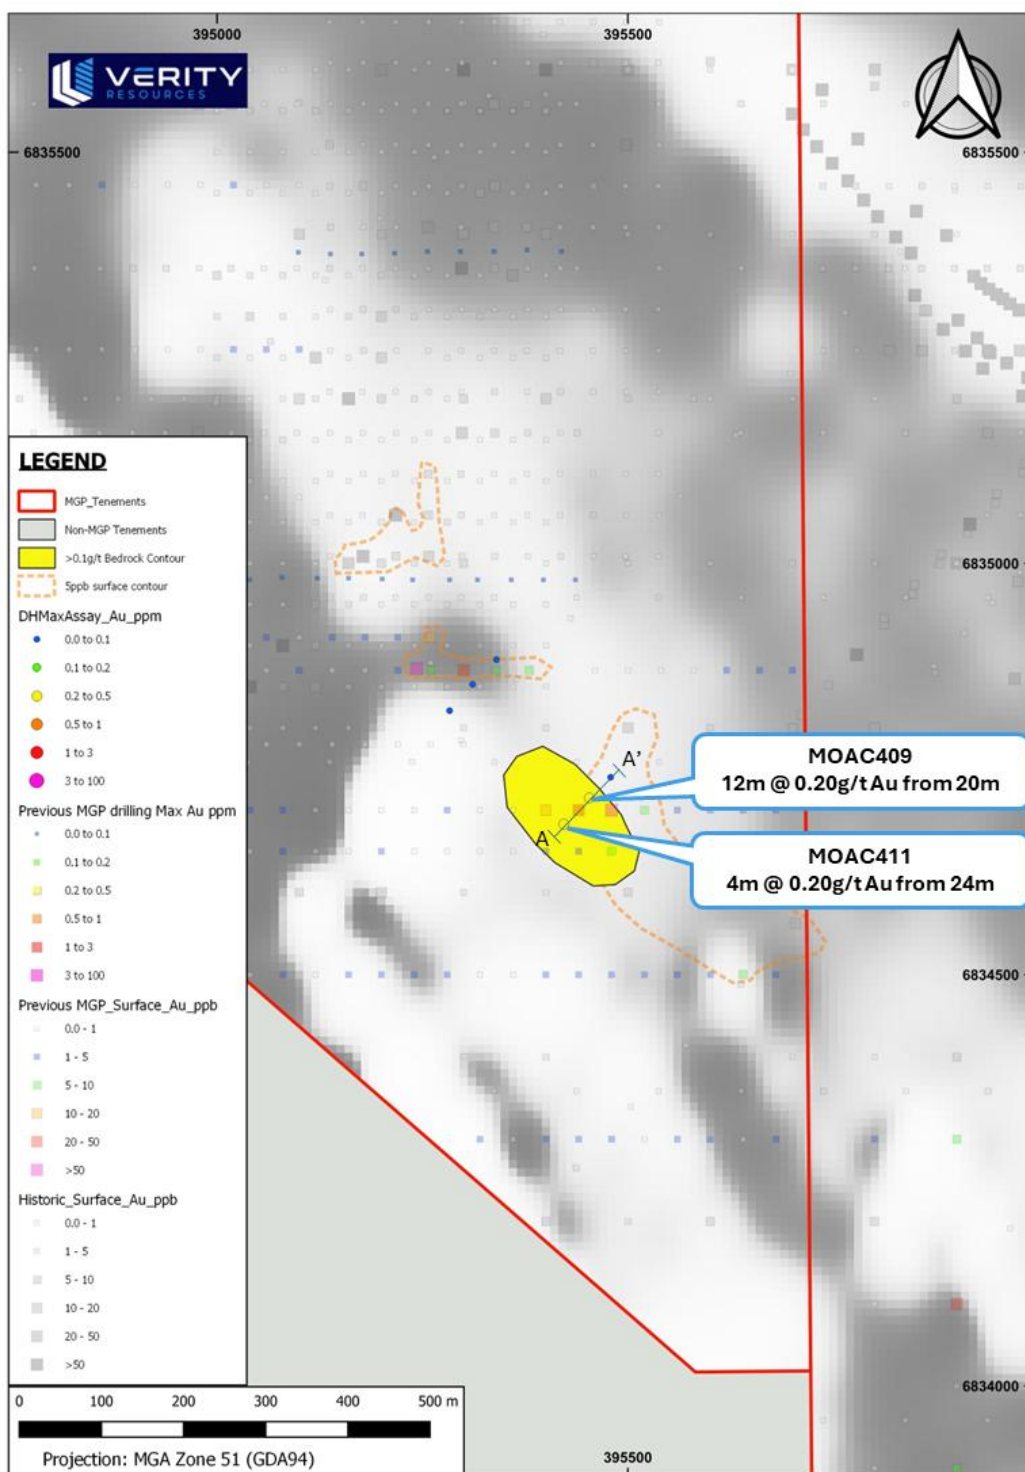 395000
395500
VERITY
RESOURCES
6835500
6835500
LEGEND
MGP_Tenements
Non-MGP Tenements
>0.1g/t Bedrock Contour
5ppb surface contour
DHMaxAssay_Au_ppm
0.0 to 0.1
0.1 to 0.2
0.2 to 0.5
0.5 to 1
1 to 3
3 to 100
Previous MGP drilling Max Au ppm
0.0 to 0.1
0.1 to 0.2
0.2 to 0.5
0.5 to 1
1 to 3
3 to 100
Previous MGP_Surface_Au_ppb
0.0 - 1
1 - 5
5 - 10
10 - 20
20 - 50
>50
Historic_Surface_Au_ppb
0.0 - 1
1 - 5
5 - 10
10 - 20
20 - 50
>50
6835000
A'
MOAC409
12m @ 0.20g/t Au from 20m
A
MOAC411
4m @ 0.20g/t Au from 24m
6834500
6834000
0 100 200 300 400 500 m
Projection: MGA Zone 51 (GDA94)
395500